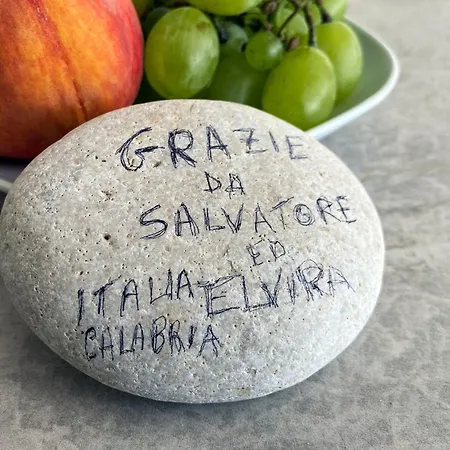 GRAZIE
DA
SALVATORE
ED
ITALIA ELVIRA
CALABRIA